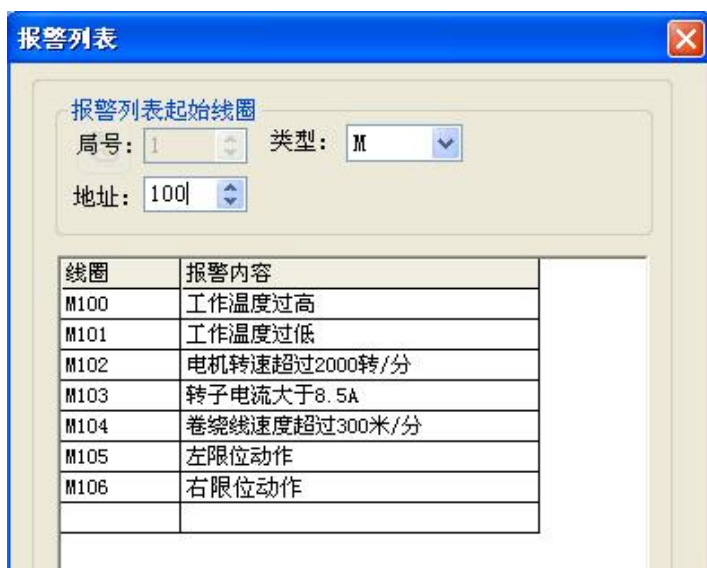 报警列表
报警列表起始线圈
局号: 1 类型: M
地址: 100
线圈 报警内容
M100 工作温度过高
M101 工作温度过低
M102 电机转速超过2000转/分
M103 转子电流大于8.5A
M104 卷绕线速度超过300米/分
M105 左限位动作
M106 右限位动作